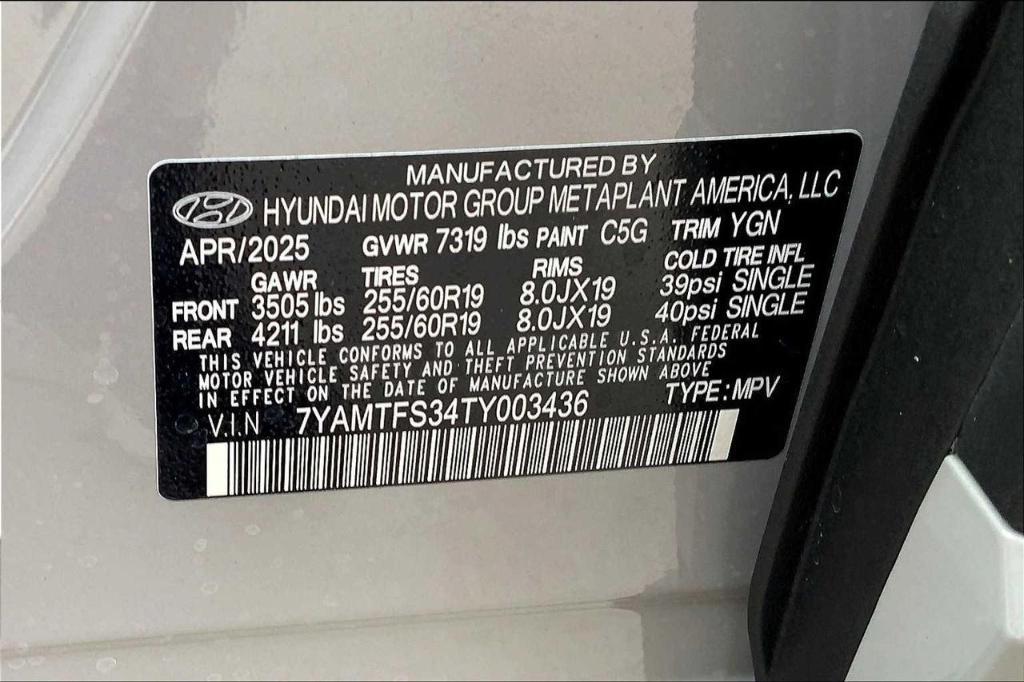 MANUFACTURED BY
HYUNDAI MOTOR GROUP METAPLANT AMERICA, LLC
APR/2025 GVWR 7319 lbs PAINT C5G TRIM YGN
GAWR TIRES RIMS COLD TIRE INFL
FRONT 3505 lbs 255/60R19 8.0JX19 39psi SINGLE
REAR 4211 lbs 255/60R19 8.0JX19 40psi SINGLE
THIS VEHICLE CONFORMS TO ALL APPLICABLE U.S.A. FEDERAL
MOTOR VEHICLE SAFETY AND THEFT PREVENTION STANDARDS
IN EFFECT ON THE DATE OF MANUFACTURE SHOWN ABOVE
V.I.N 7YAMTFS34TY003436 TYPE:MPV